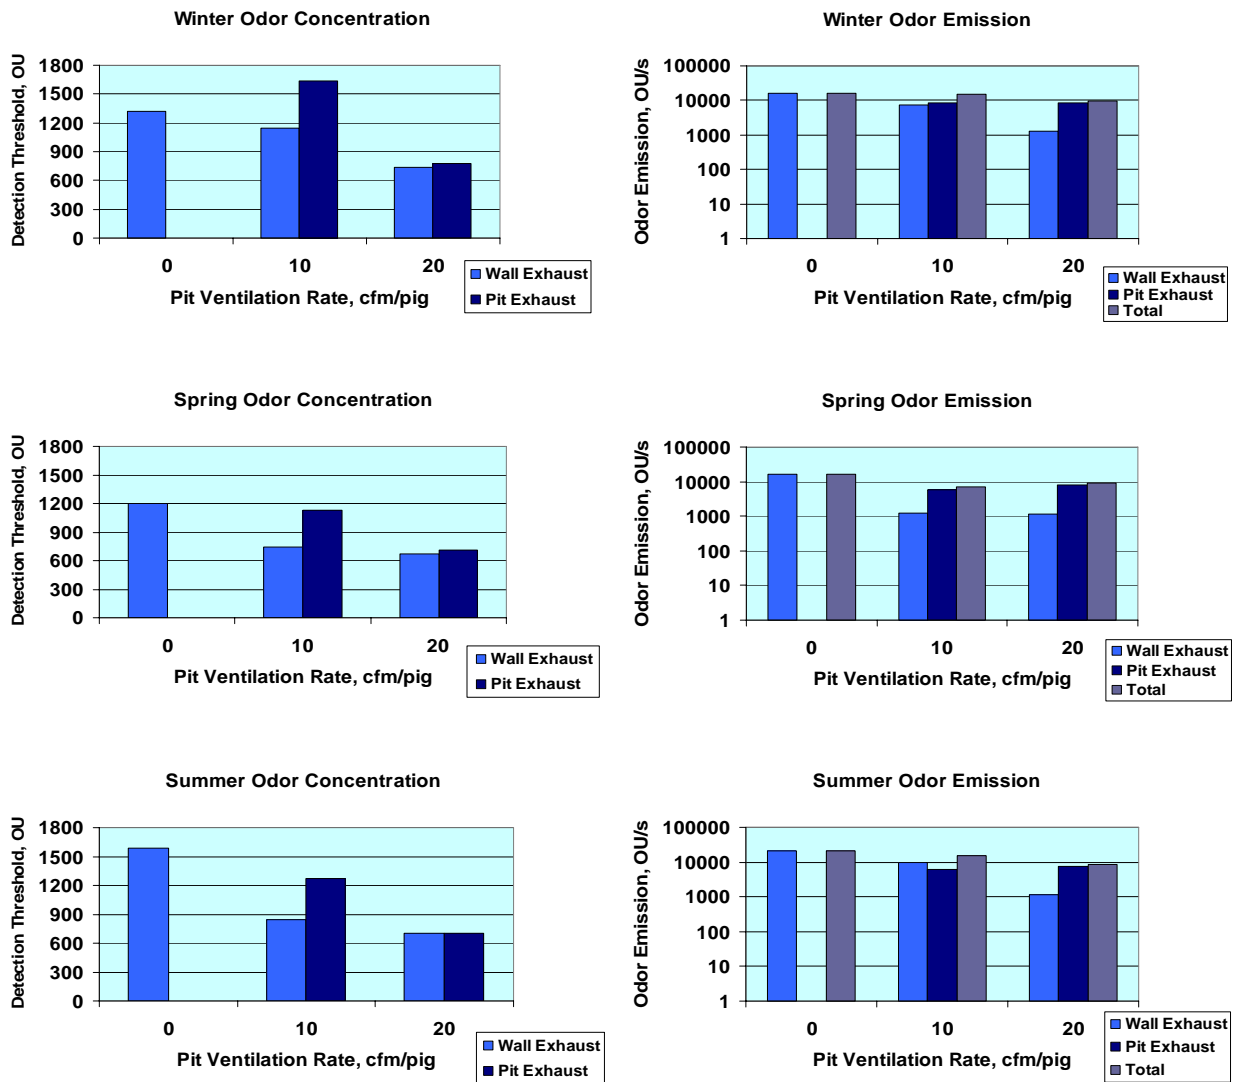 Winter Odor Concentration
Detection Threshold, OU
1800
1500
1200
900
600
300
0
0 10 20
Pit Ventilation Rate, cfm/pig
Wall Exhaust
Pit Exhaust
Winter Odor Emission
Odor Emission, OU/s
100000
10000
1000
100
10
1
0 10 20
Pit Ventilation Rate, cfm/pig
Wall Exhaust
Pit Exhaust
Total
Spring Odor Concentration
Detection Threshold, OU
1800
1500
1200
900
600
300
0
0 10 20
Pit Ventilation Rate, cfm/pig
Wall Exhaust
Pit Exhaust
Spring Odor Emission
Odor Emission, OU/s
100000
10000
1000
100
10
1
0 10 20
Pit Ventilation Rate, cfm/pig
Wall Exhaust
Pit Exhaust
Total
Summer Odor Concentration
Detection Threshold, OU
1800
1500
1200
900
600
300
0
0 10 20
Pit Ventilation Rate, cfm/pig
Wall Exhaust
Pit Exhaust
Summer Odor Emission
Odor Emission, OU/s
100000
10000
1000
100
10
1
0 10 20
Pit Ventilation Rate, cfm/pig
Wall Exhaust
Pit Exhaust
Total